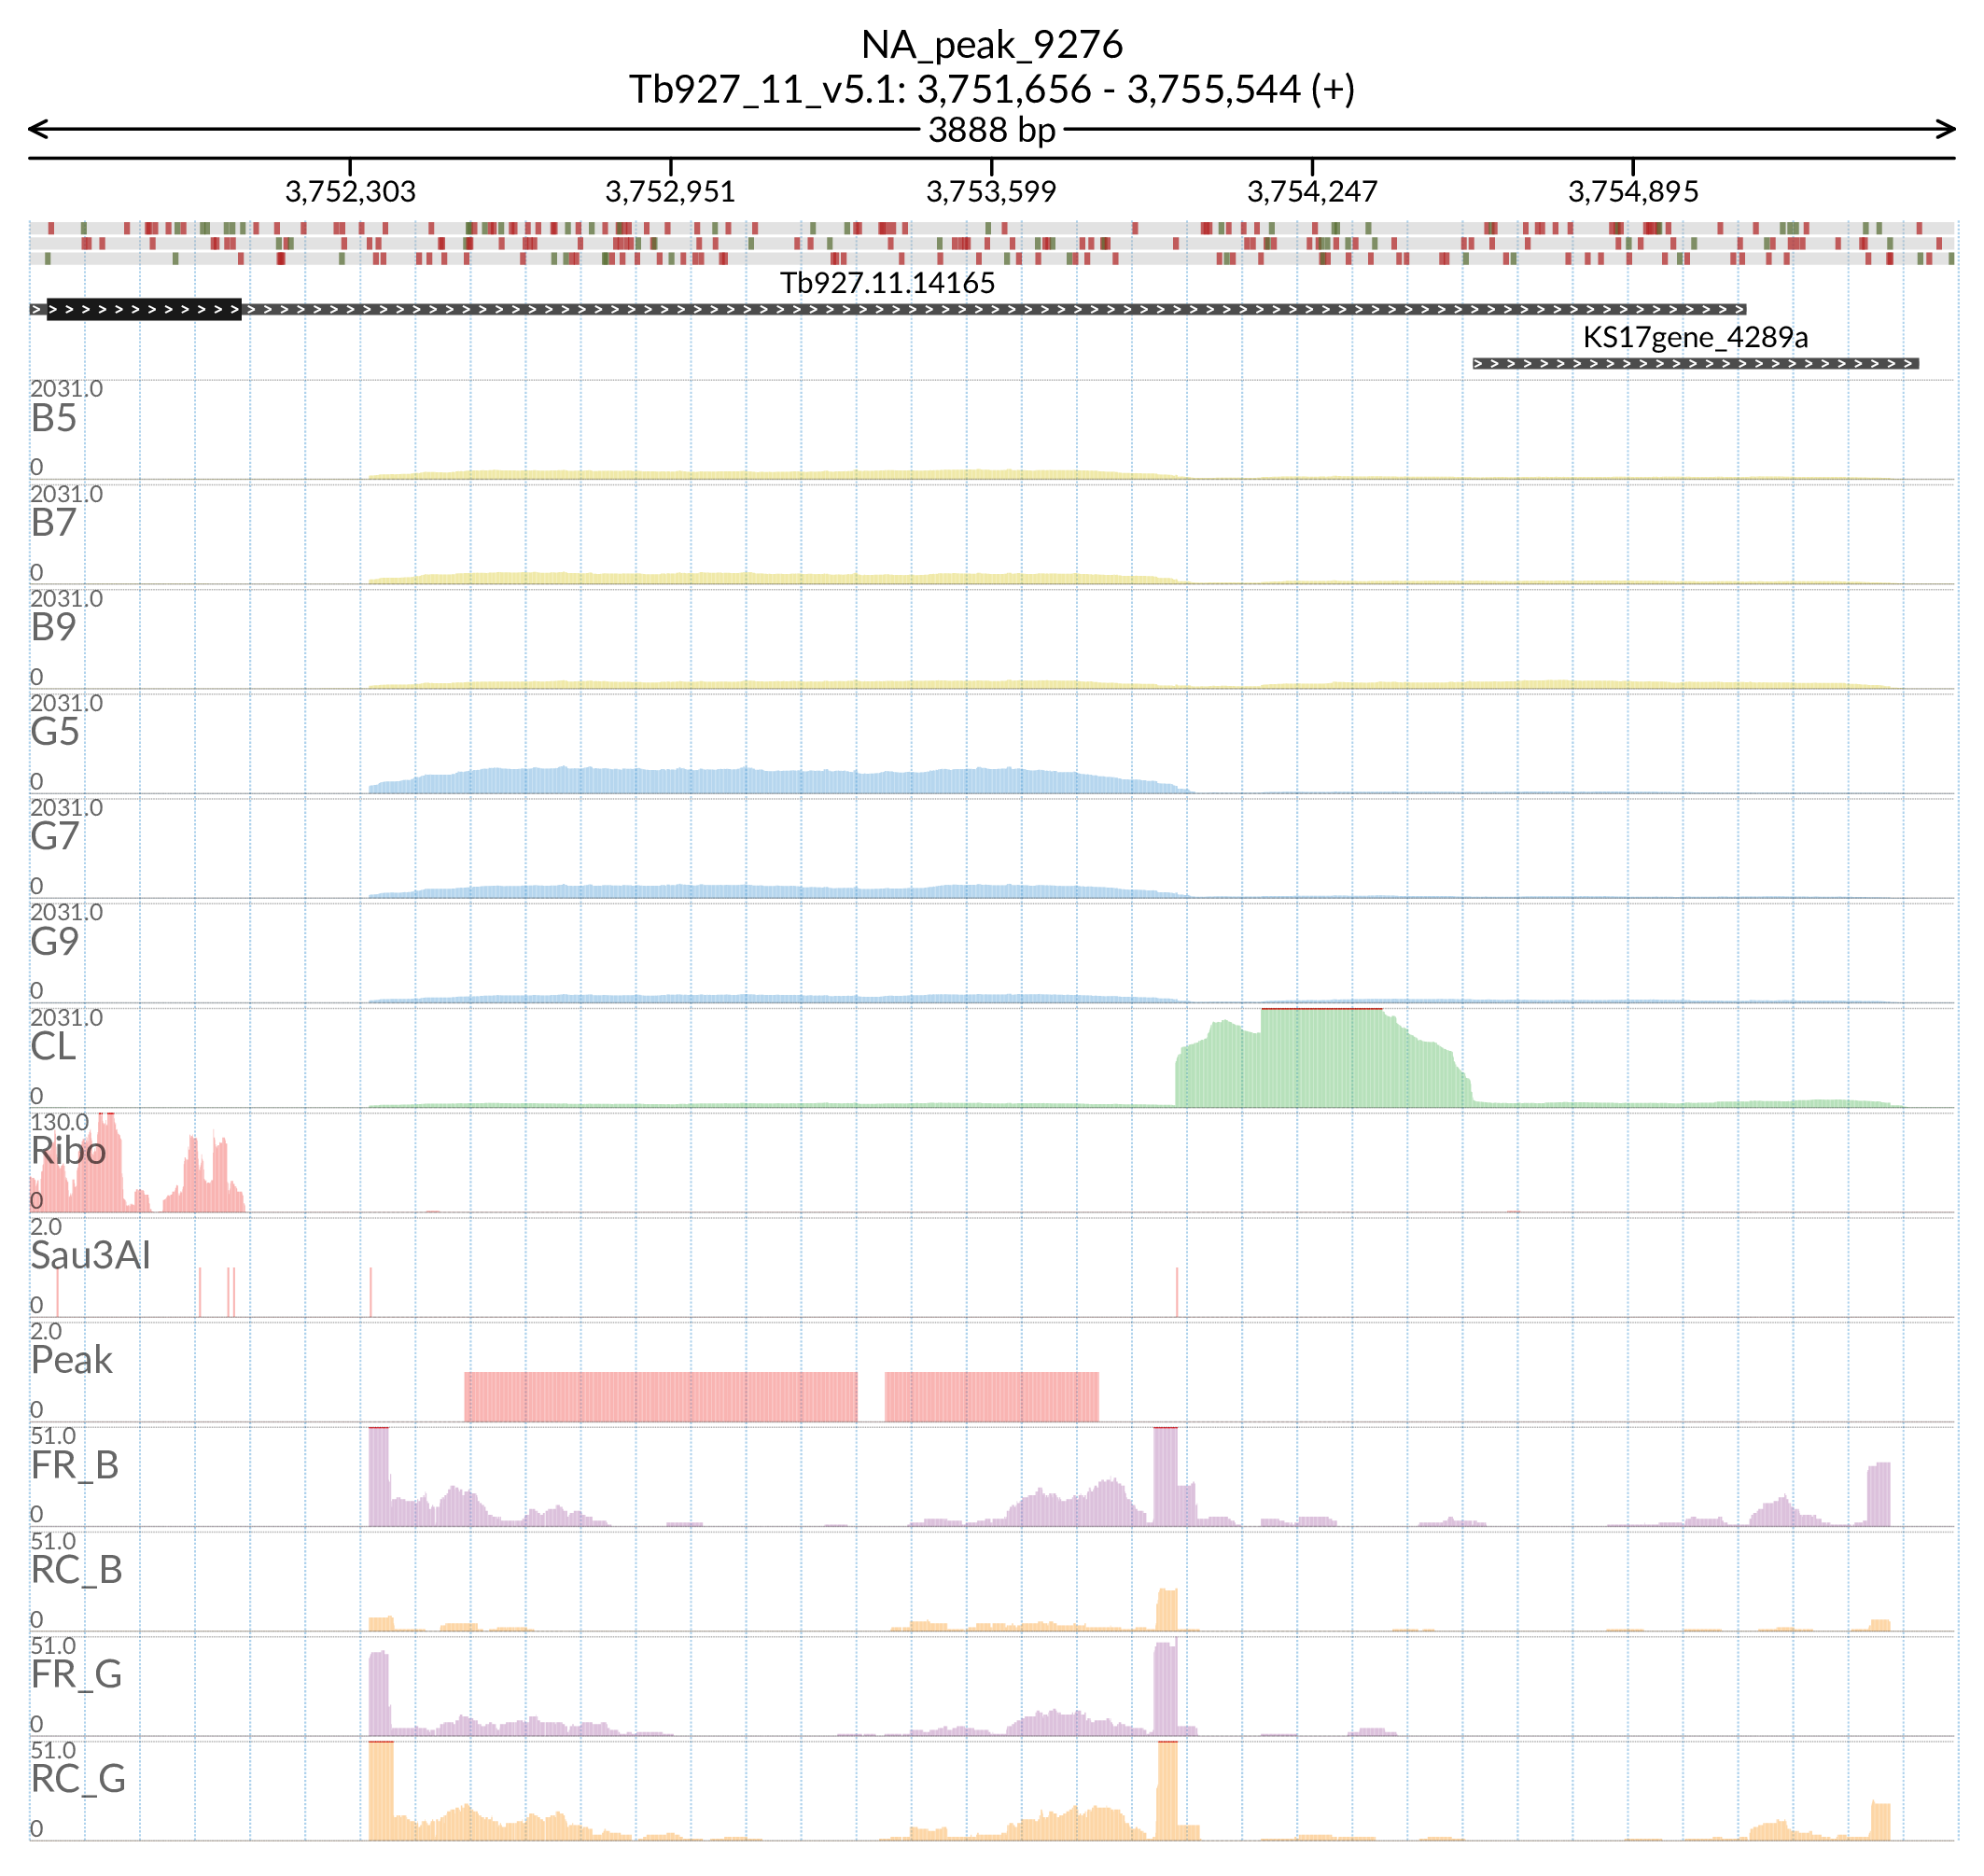 NA_peak_9276
Tb927_11_v5.1: 3,751,656 - 3,755,544 (+)
3888 bp
3,752,303 3,752,951 3,753,599 3,754,247 3,754,895
Tb927.11.14165
KS17gene_4289a
2031.0
B5
0
2031.0
B7
0
2031.0
B9
0
2031.0
G5
0
2031.0
G7
0
2031.0
G9
0
2031.0
CL
0
130.0
Ribo
0
2.0
Sau3AI
0
2.0
Peak
0
51.0
FR_B
0
51.0
RC_B
0
51.0
FR_G
0
51.0
RC_G
0